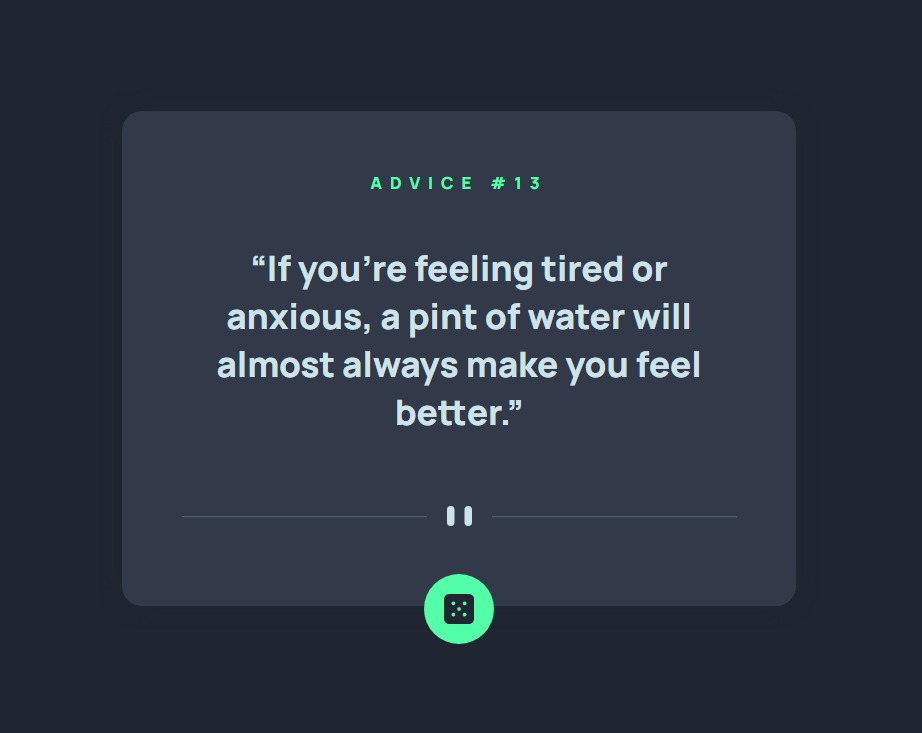 ADVICE #13
“If you’re feeling tired or
anxious, a pint of water will
almost always make you feel
better.”